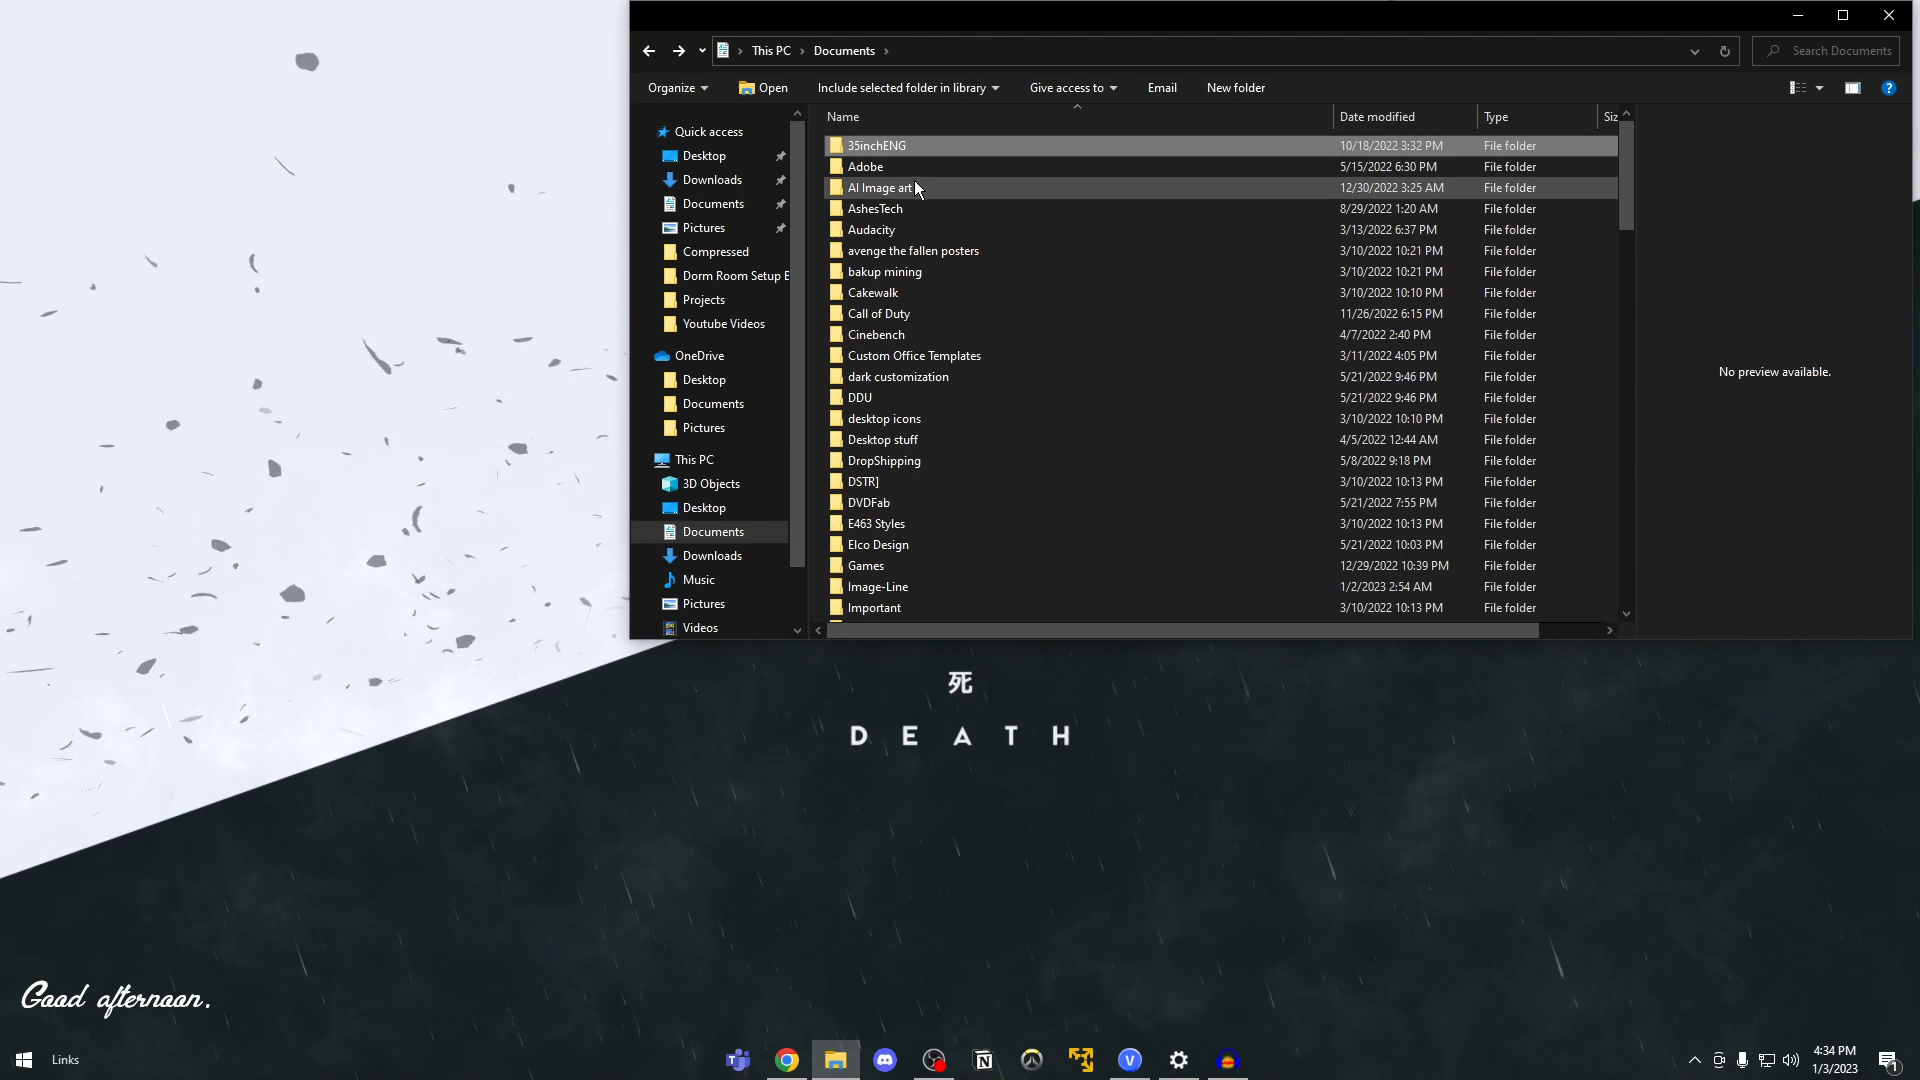 This PC Documents
Search Documents
Organize Open Include selected folder in library Give access to Email New folder
Name Date modified Type Siz
Quick access
Desktop
Downloads
Documents
Pictures
Compressed
Dorm Room Setup E
Projects
Youtube Videos
OneDrive
Desktop
Documents
Pictures
This PC
3D Objects
Desktop
Documents
Downloads
Music
Pictures
Videos
35inchENG 10/18/2022 3:32 PM File folder
Adobe 5/15/2022 6:30 PM File folder
AI Image art 12/30/2022 3:25 AM File folder
AshesTech 8/29/2022 1:20 AM File folder
Audacity 3/13/2022 6:37 PM File folder
avenge the fallen posters 3/10/2022 10:21 PM File folder
bakup mining 3/10/2022 10:21 PM File folder
Cakewalk 3/10/2022 10:10 PM File folder
Call of Duty 11/26/2022 6:15 PM File folder
Cinebench 4/7/2022 2:40 PM File folder
Custom Office Templates 3/11/2022 4:05 PM File folder
dark customization 5/21/2022 9:46 PM File folder
DDU 5/21/2022 9:46 PM File folder
desktop icons 3/10/2022 10:10 PM File folder
Desktop stuff 4/5/2022 12:44 AM File folder
DropShipping 5/8/2022 9:18 PM File folder
DSTR] 3/10/2022 10:13 PM File folder
DVDFab 5/21/2022 7:55 PM File folder
E463 Styles 3/10/2022 10:13 PM File folder
Elco Design 5/21/2022 10:03 PM File folder
Games 12/29/2022 10:39 PM File folder
Image-Line 1/2/2023 2:54 AM File folder
Important 3/10/2022 10:13 PM File folder
No preview available.
死
DEATH
Good afternoon.
Links
4:34 PM
1/3/2023
1